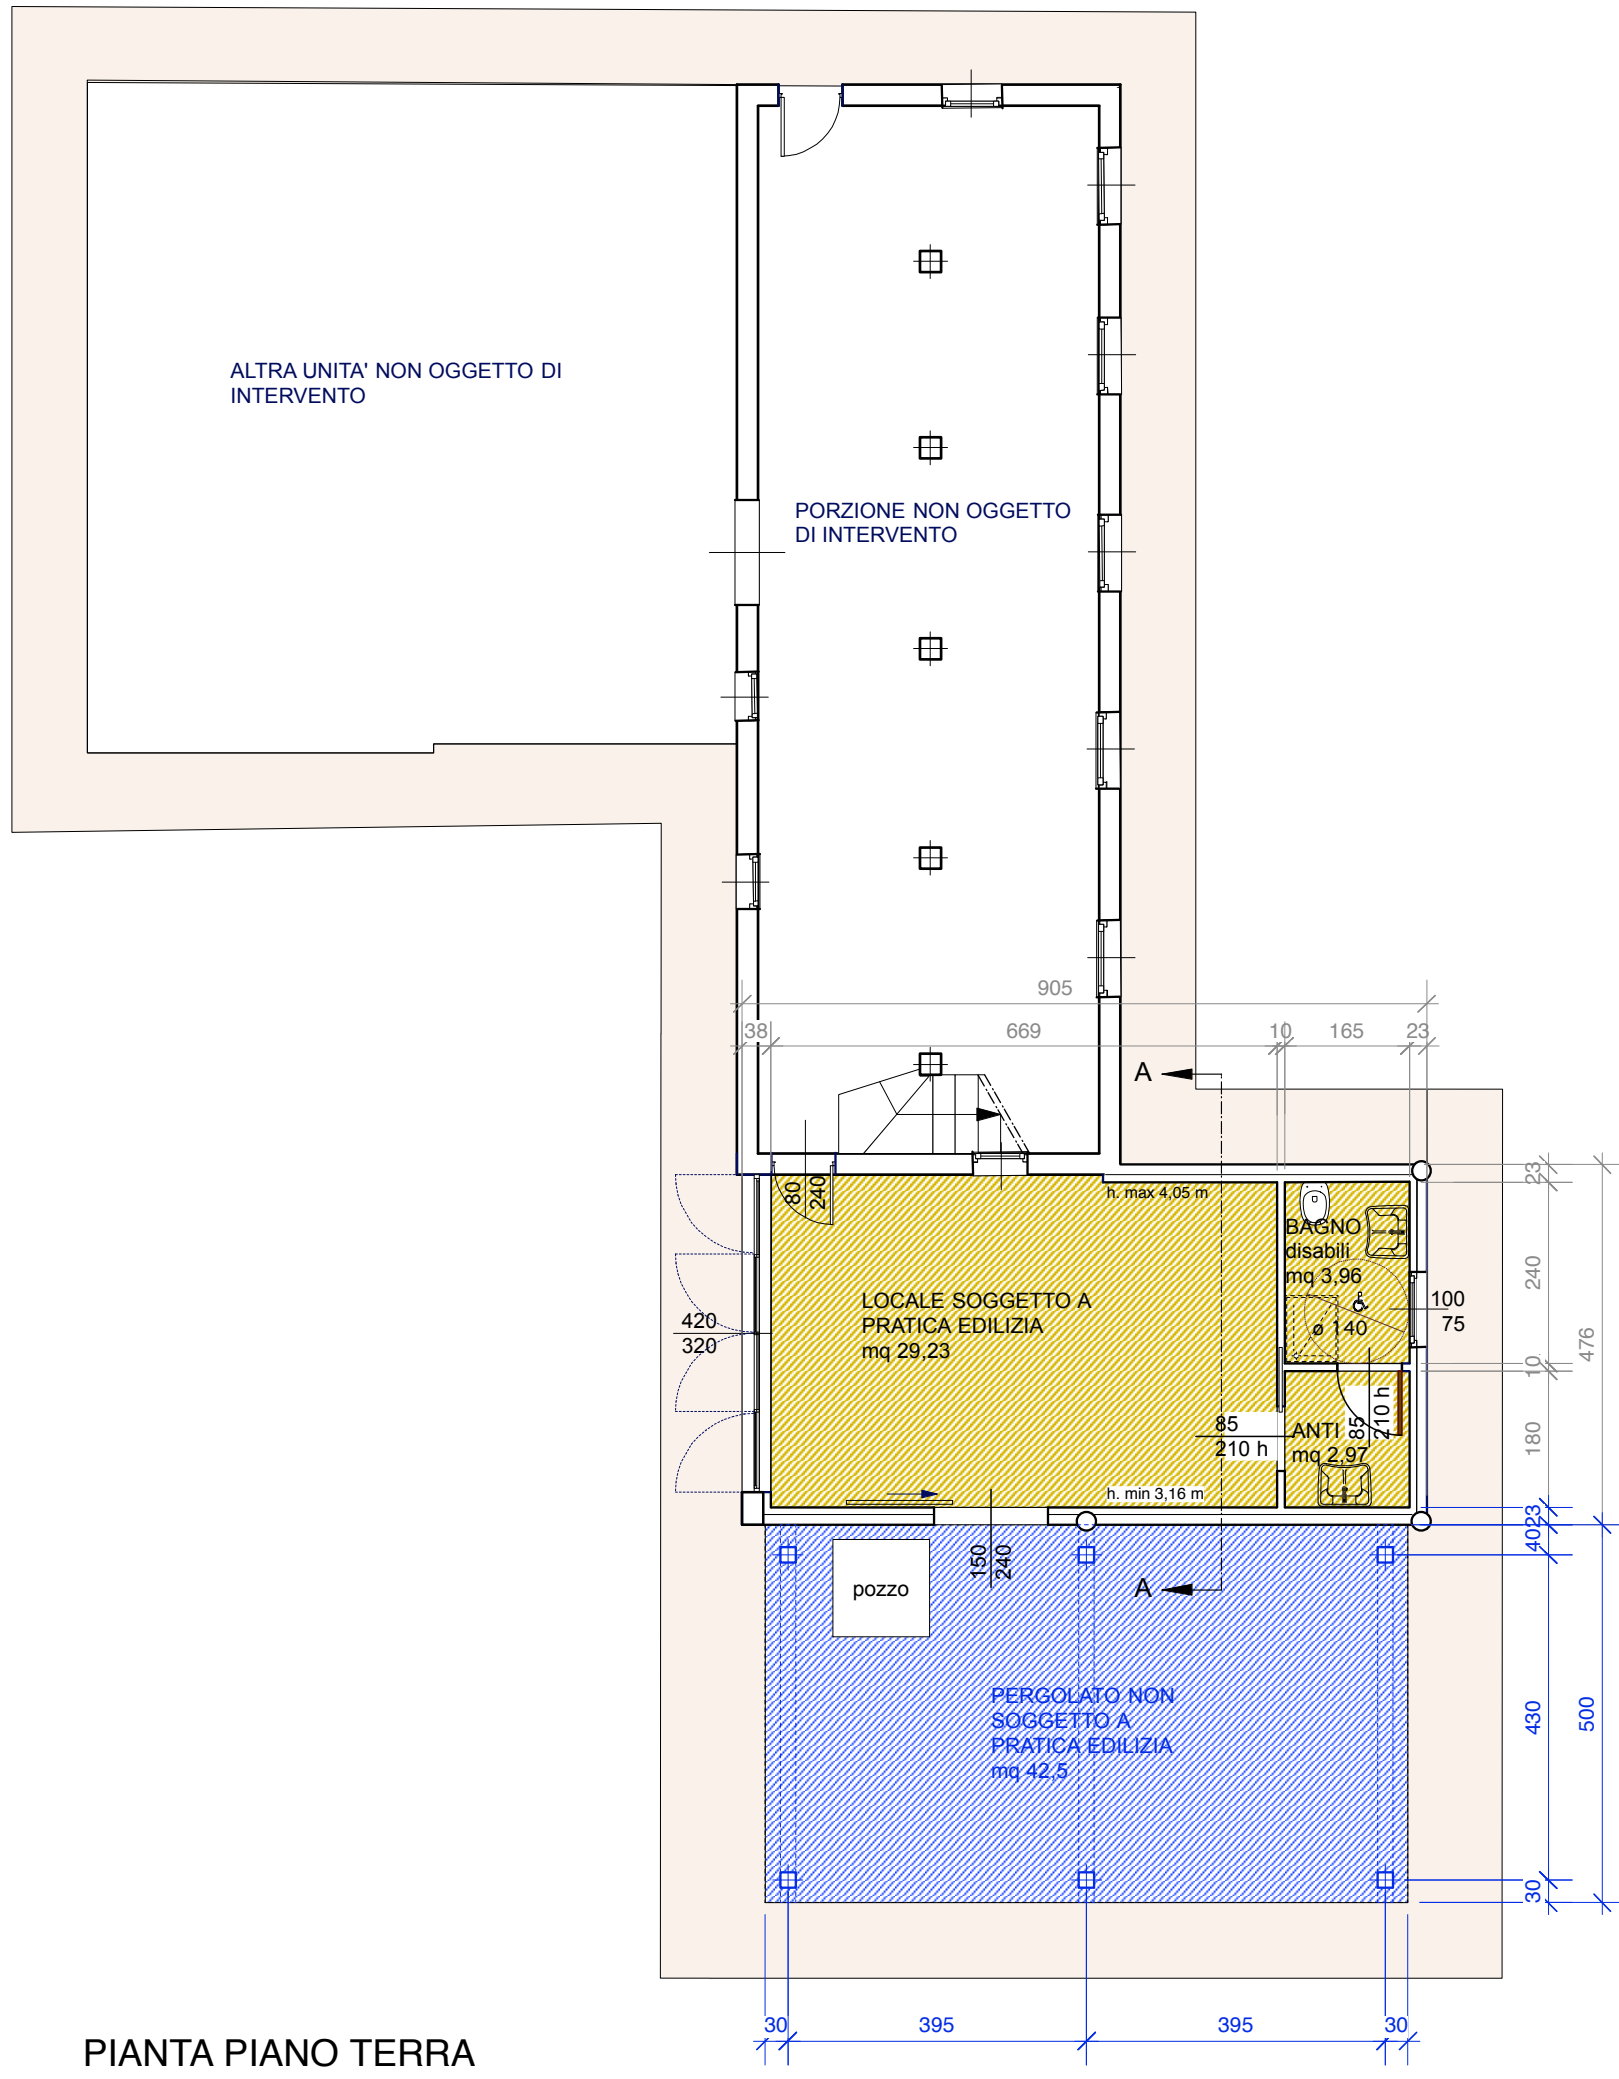 ALTRA UNITA' NON OGGETTO DI
INTERVENTO
PORZIONE NON OGGETTO
DI INTERVENTO
905
38
669
10
165
23
A
80
240
h. max 4,05 m
BAGNO
disabili
mq 3,96
ø 140
LOCALE SOGGETTO A
PRATICA EDILIZIA
mq 29,23
420
320
100
75
85
210 h
ANTI
mq 2,97
85
210 h
h. min 3,16 m
23
240
10
180
23
476
150
240
A
pozzo
PERGOLATO NON
SOGGETTO A
PRATICA EDILIZIA
mq 42,5
40
430
30
500
30
395
395
30
PIANTA PIANO TERRA